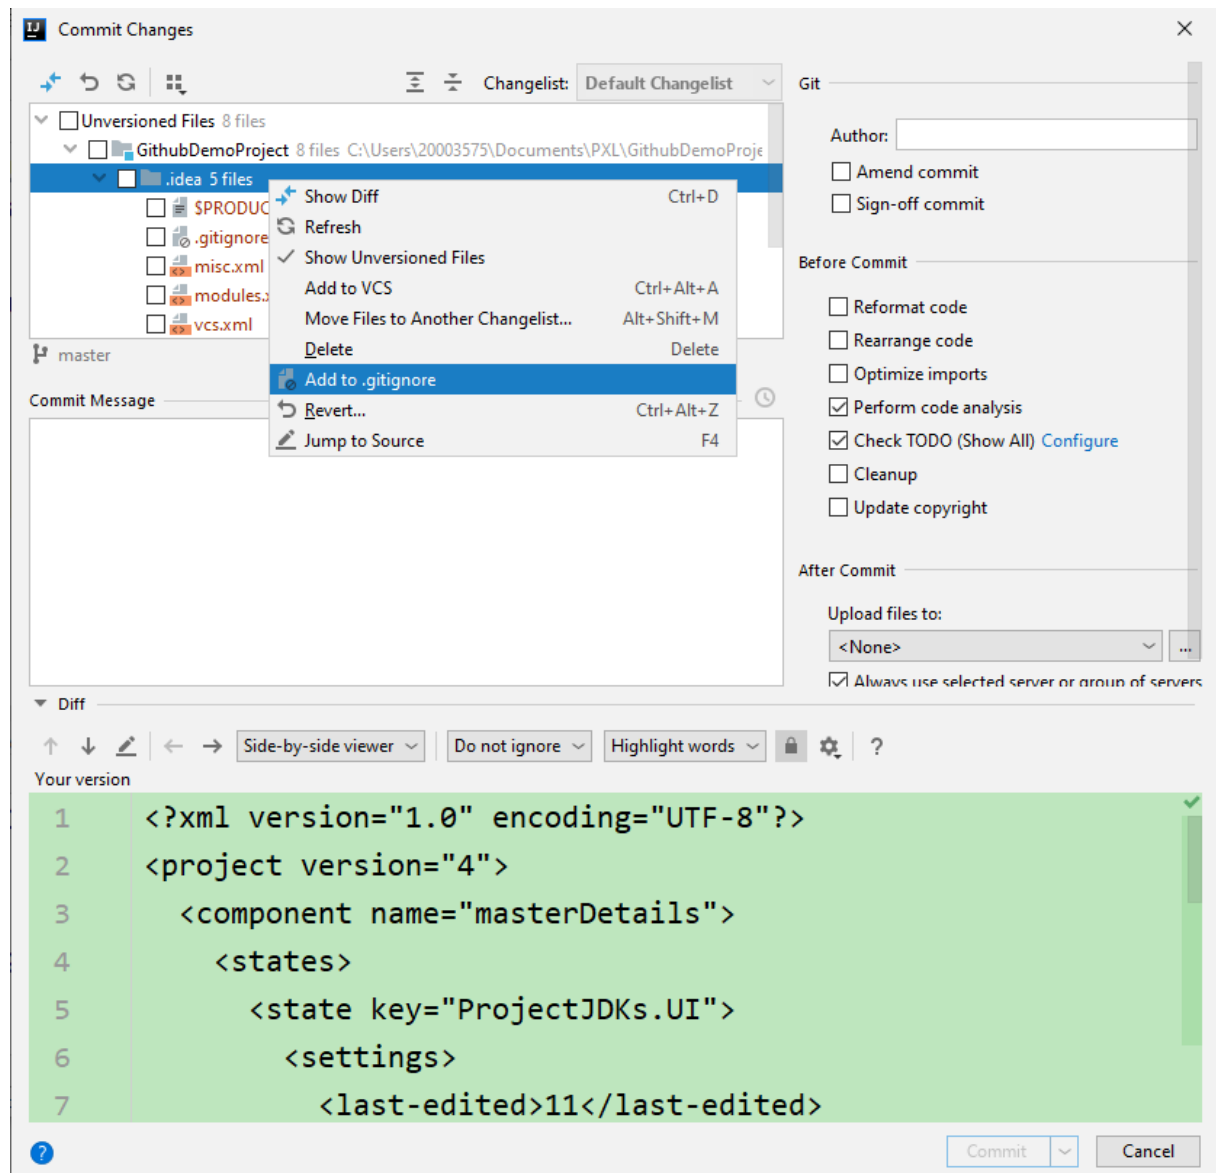 Commit Changes
Changelist: Default Changelist
Unversioned Files 8 files
GithubDemoProject 8 files C:\Users\20003575\Documents\PXL\GithubDemoProje
.idea 5 files
$PRODUC
.gitignore
misc.xml
modules.x
vcs.xml
master
Show Diff Ctrl+D
Refresh
Show Unversioned Files
Add to VCS Ctrl+Alt+A
Move Files to Another Changelist... Alt+Shift+M
Delete Delete
Add to .gitignore
Revert... Ctrl+Alt+Z
Jump to Source F4
Commit Message
Git
Author:
Amend commit
Sign-off commit
Before Commit
Reformat code
Rearrange code
Optimize imports
Perform code analysis
Check TODO (Show All) Configure
Cleanup
Update copyright
After Commit
Upload files to:
<None>
...
Always use selected server or group of servers
Diff
Side-by-side viewer Do not ignore Highlight words ?
Your version
1 <?xml version="1.0" encoding="UTF-8"?>
2 <project version="4">
3 <component name="masterDetails">
4 <states>
5 <state key="ProjectJDKs.UI">
6 <settings>
7 <last-edited>11</last-edited>
? Commit Cancel